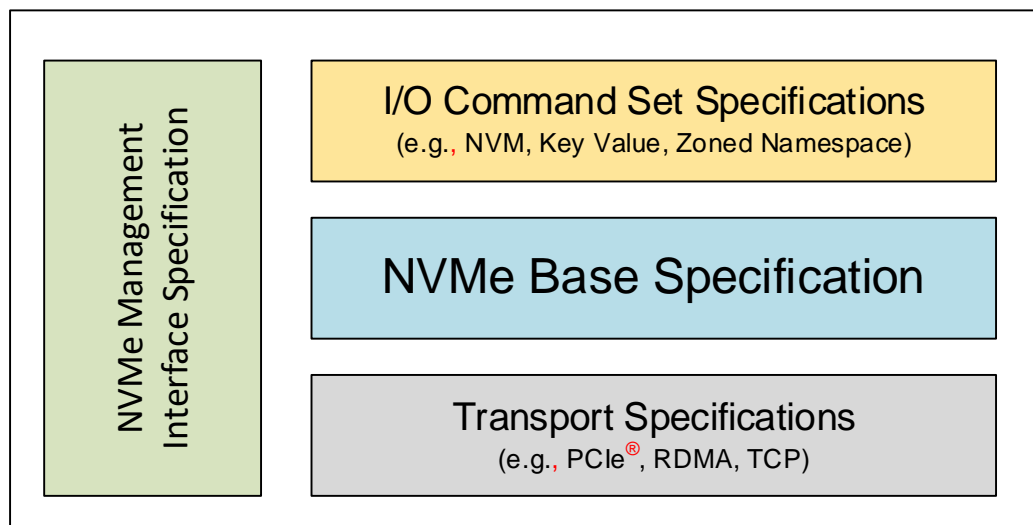 NVMe Management
Interface Specification
I/O Command Set Specifications
(e.g., NVM, Key Value, Zoned Namespace)
NVMe Base Specification
Transport Specifications
(e.g., PCIe®, RDMA, TCP)